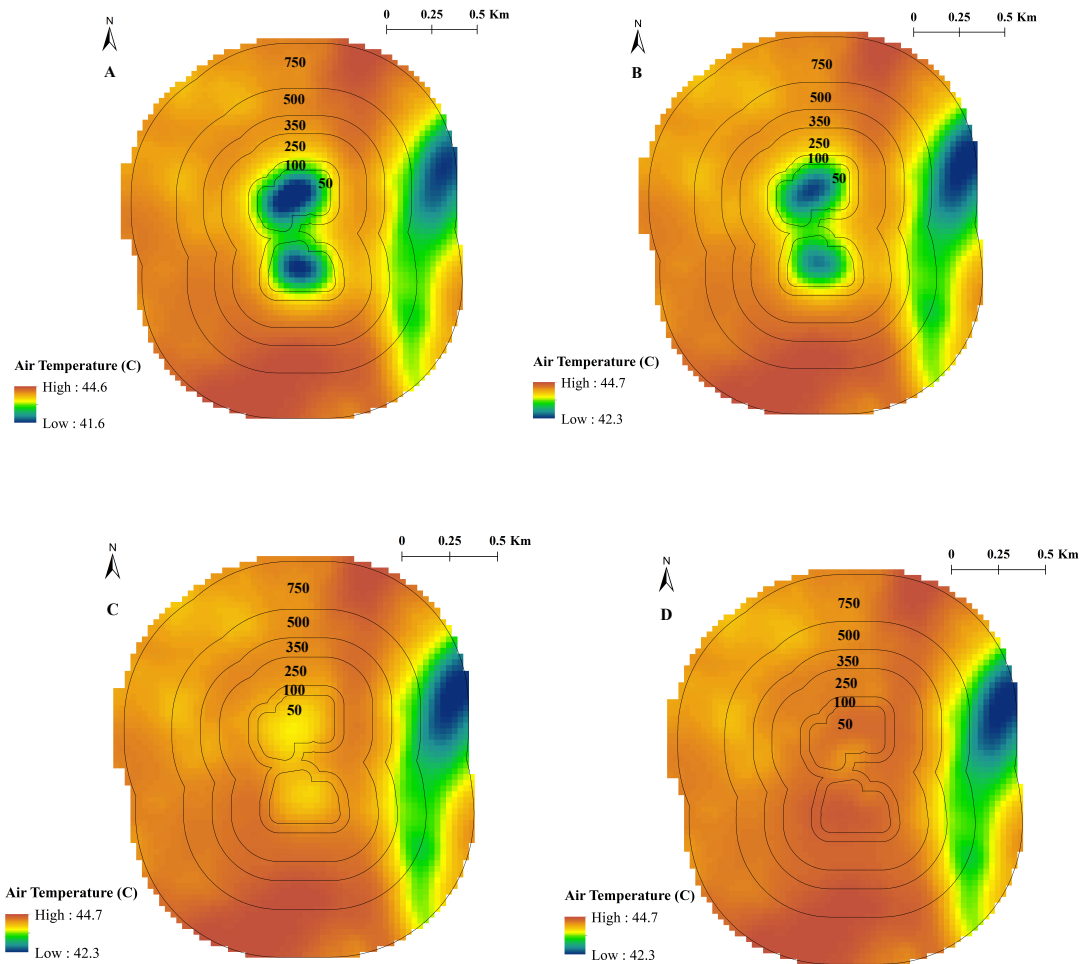 N
0 0.25 0.5 Km
A
750
500
350
250
100
50
Air Temperature (C)
High : 44.6
Low : 41.6
N
0 0.25 0.5 Km
B
750
500
350
250
100
50
Air Temperature (C)
High : 44.7
Low : 42.3
N
0 0.25 0.5 Km
C
750
500
350
250
100
50
Air Temperature (C)
High : 44.7
Low : 42.3
N
0 0.25 0.5 Km
D
750
500
350
250
100
50
Air Temperature (C)
High : 44.7
Low : 42.3